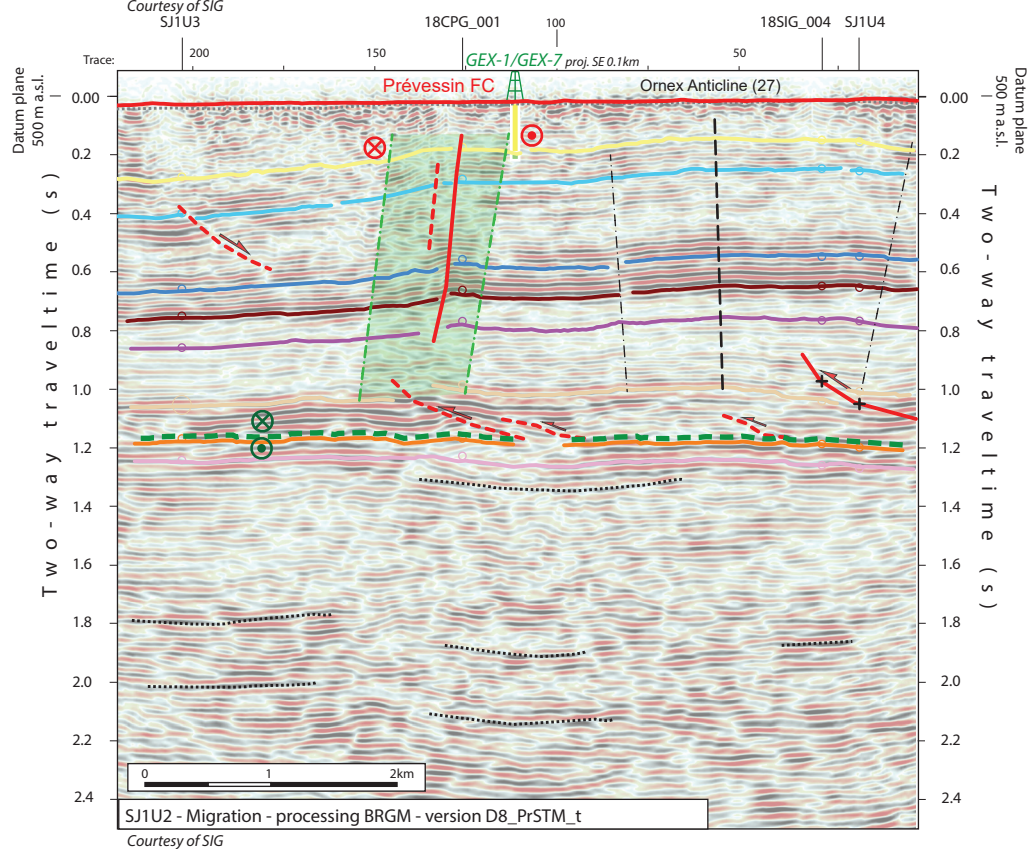 Courtesy of SIG
SJ1U3 18CPG_001 100 18SIG_004 SJ1U4
Trace: 200 150 GEX-1/GEX-7 proj. SE 0.1km 50
Prévessin FC Ornex Anticline (27)
Datum plane
500 m a.s.l.
Datum plane
500 m a.s.l.
0.00 0.00
0.2 0.2
0.4 0.4
0.6 0.6
0.8 0.8
1.0 1.0
1.2 1.2
1.4 1.4
1.6 1.6
1.8 1.8
2.0 2.0
2.2 2.2
2.4 2.4
Two-way traveltime (s)
Two-way traveltime (s)
0 1 2km
SJ1U2 - Migration - processing BRGM - version D8_PrSTM_t
Courtesy of SIG